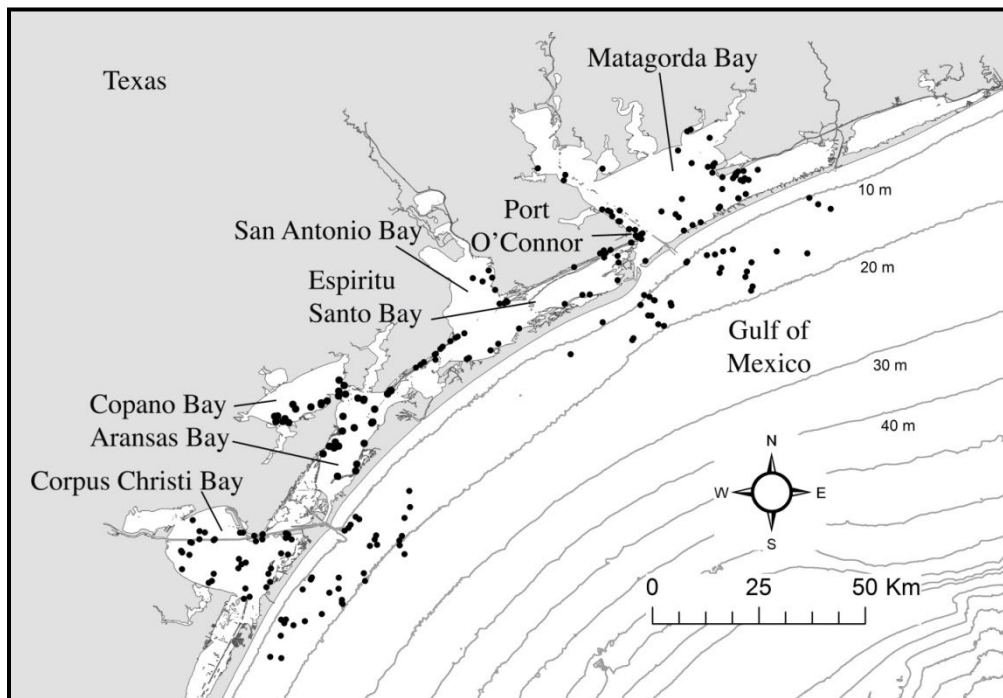 Texas
Matagorda Bay
10 m
Port
O'Connor
San Antonio Bay
Espiritu
Santo Bay
20 m
Gulf of
Mexico
30 m
Copano Bay
40 m
Aransas Bay
Corpus Christi Bay
N
W E
S
0 25 50 Km